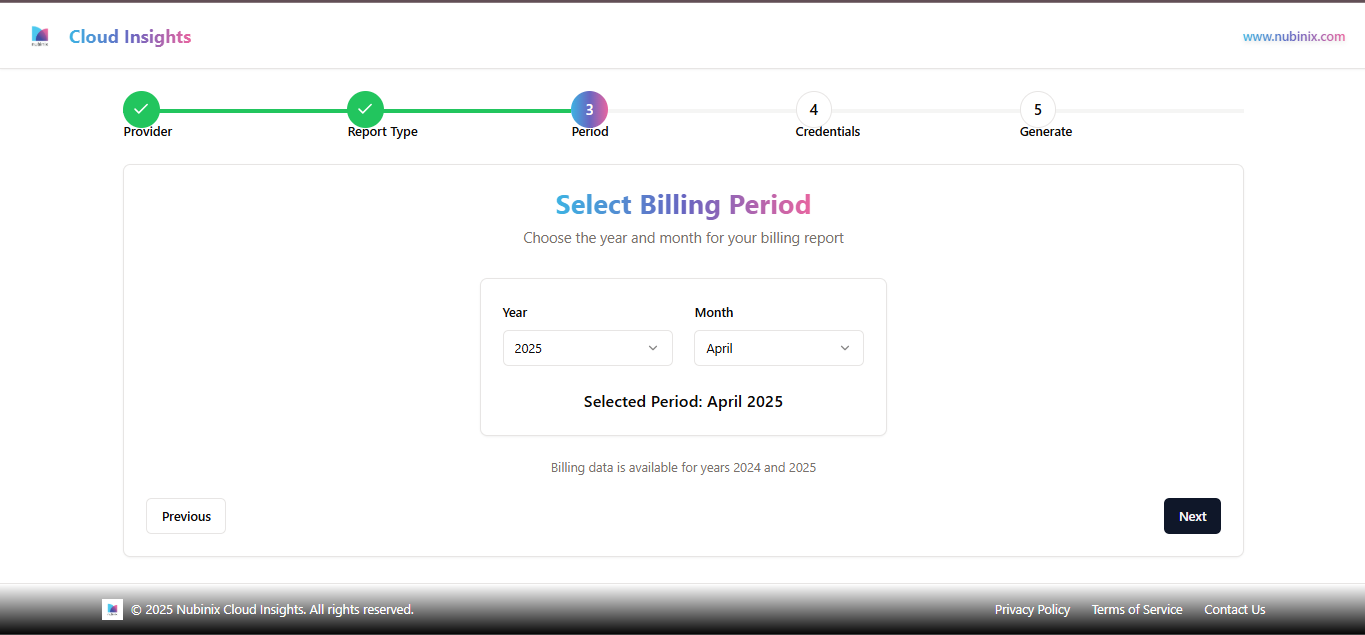 Cloud Insights
www.nubinix.com
3
4
5
Provider
Report Type
Period
Credentials
Generate
Select Billing Period
Choose the year and month for your billing report
Year
Month
2025
April
Selected Period: April 2025
Billing data is available for years 2024 and 2025
Previous
Next
© 2025 Nubinix Cloud Insights. All rights reserved.
Privacy Policy
Terms of Service
Contact Us